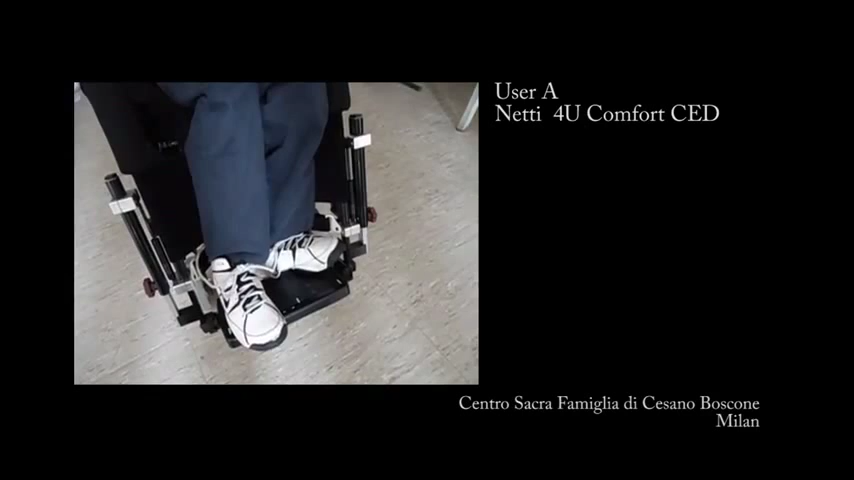 User A
Netti 4U Comfort CED
Centro Sacra Famiglia di Cesano Boscone
Milan